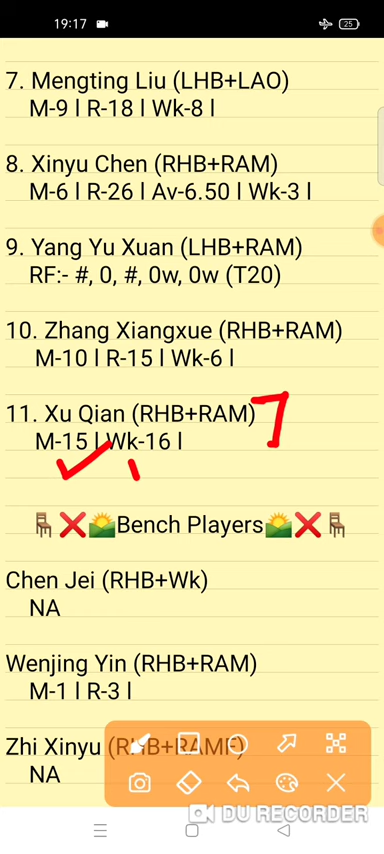 19:17
25
7. Mengting Liu (LHB+LAO)
M-9 l R-18 l Wk-8 l
8. Xinyu Chen (RHB+RAM)
M-6 l R-26 l Av-6.50 l Wk-3 l
9. Yang Yu Xuan (LHB+RAM)
RF:- #, 0, #, 0w, 0w (T20)
10. Zhang Xiangxue (RHB+RAM)
M-10 l R-15 l Wk-6 l
11. Xu Qian (RHB+RAM)
M-15 l Wk-16 l
🪑❌🌄Bench Players🌄❌🪑
Chen Jei (RHB+Wk)
NA
Wenjing Yin (RHB+RAM)
M-1 l R-3 l
Zhi Xinyu (RHB+RAMF)
NA
DU RECORDER